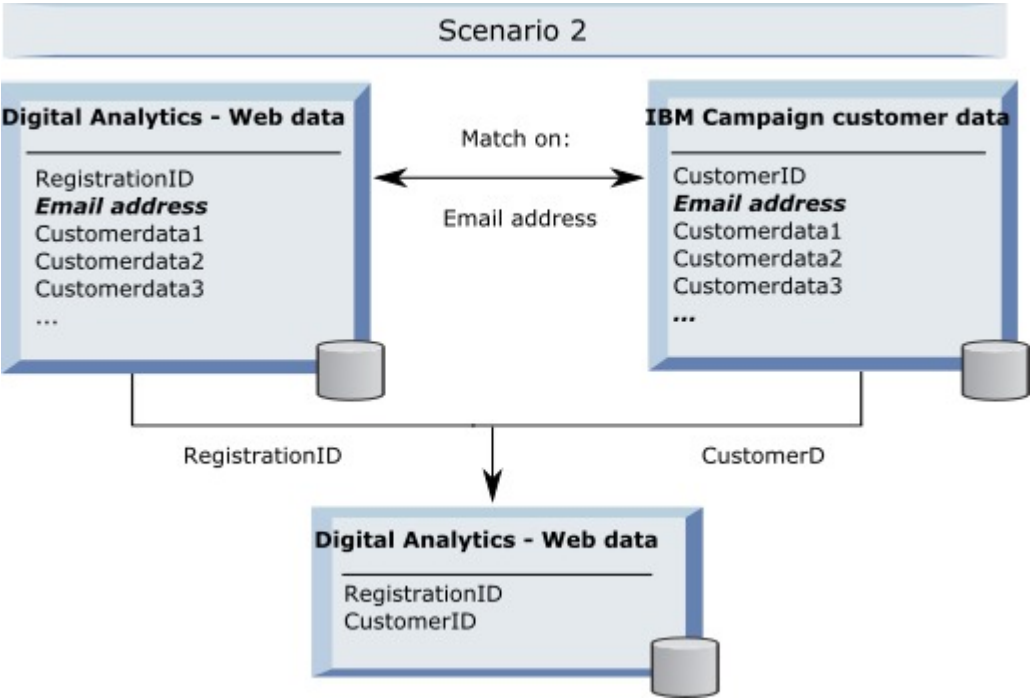 Scenario 2
Digital Analytics - Web data
RegistrationID
Email address
Customerdata1
Customerdata2
Customerdata3
...
Match on:
Email address
IBM Campaign customer data
CustomerID
Email address
Customerdata1
Customerdata2
Customerdata3
...
RegistrationID
CustomerD
Digital Analytics - Web data
RegistrationID
CustomerID